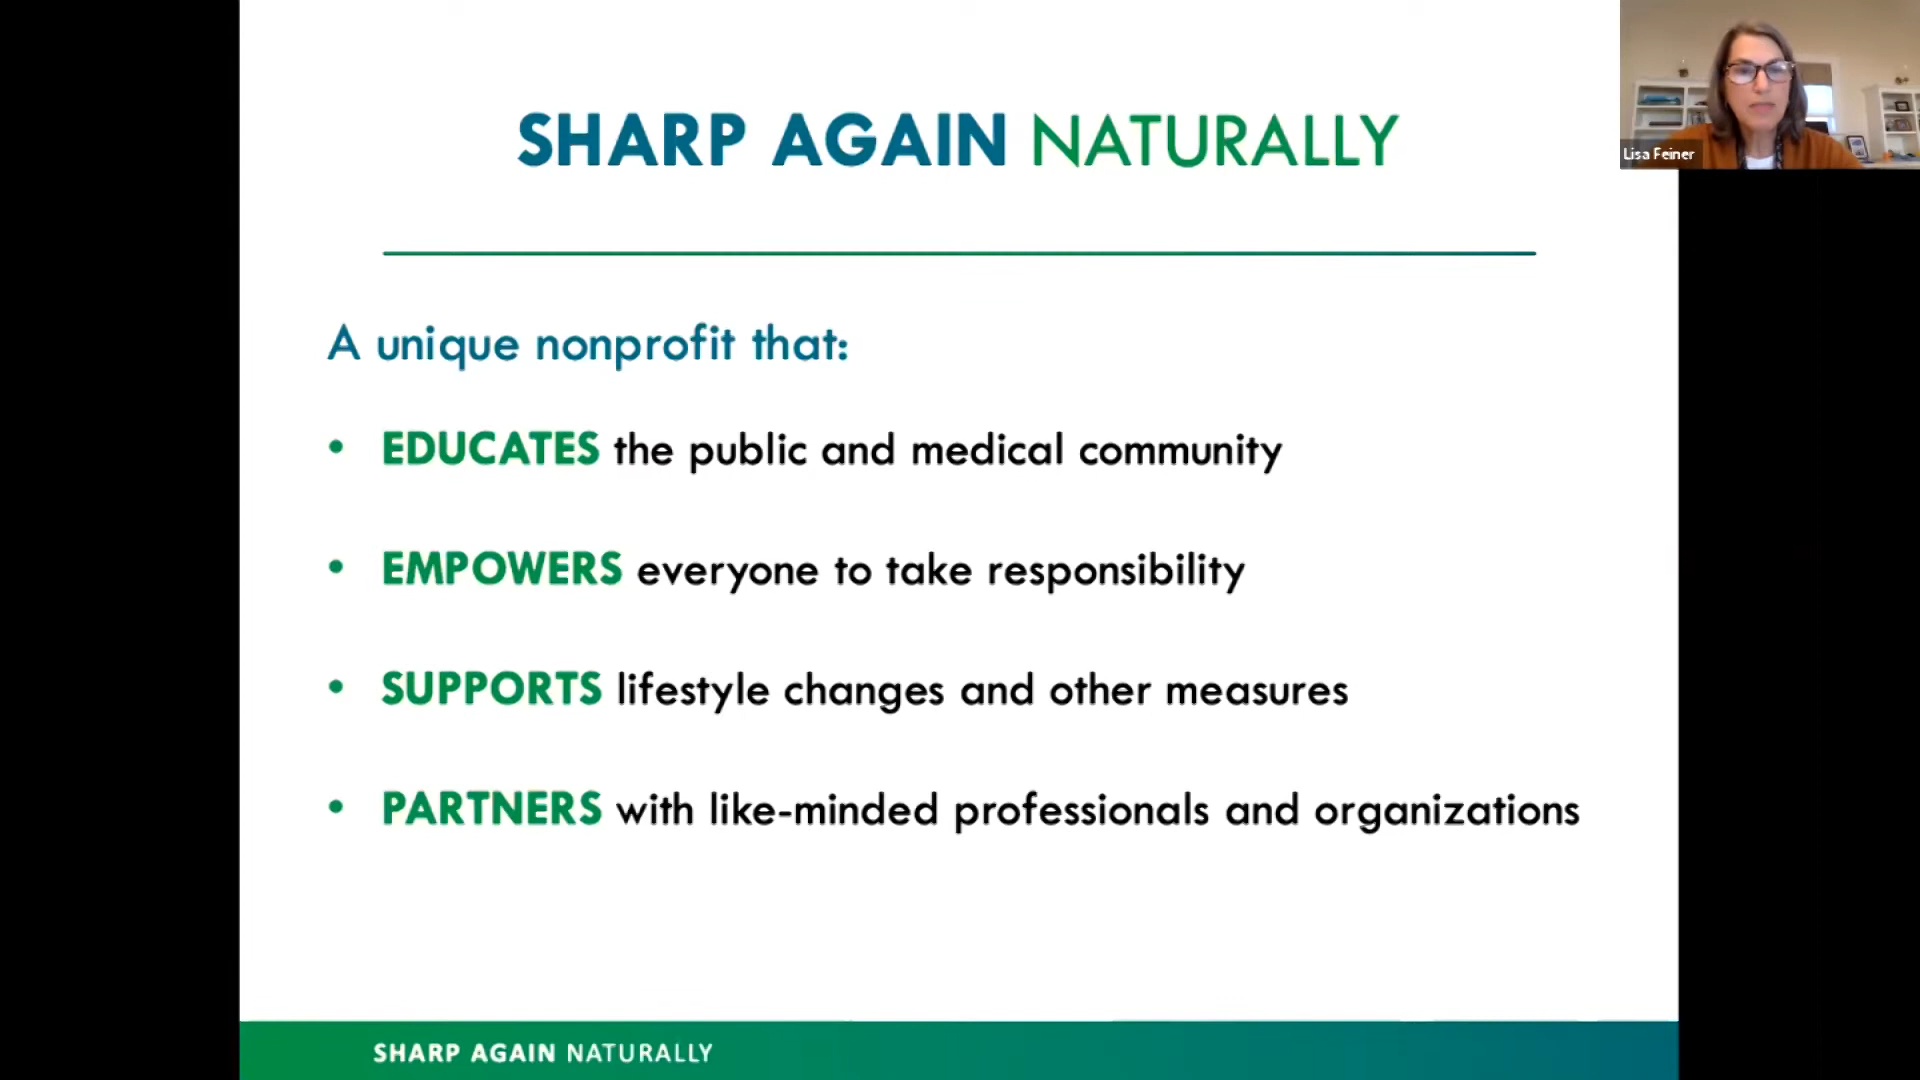 SHARP AGAIN NATURALLY
Lisa Feiner
A unique nonprofit that:
• EDUCATES the public and medical community
• EMPOWERS everyone to take responsibility
• SUPPORTS lifestyle changes and other measures
• PARTNERS with like-minded professionals and organizations
SHARP AGAIN NATURALLY